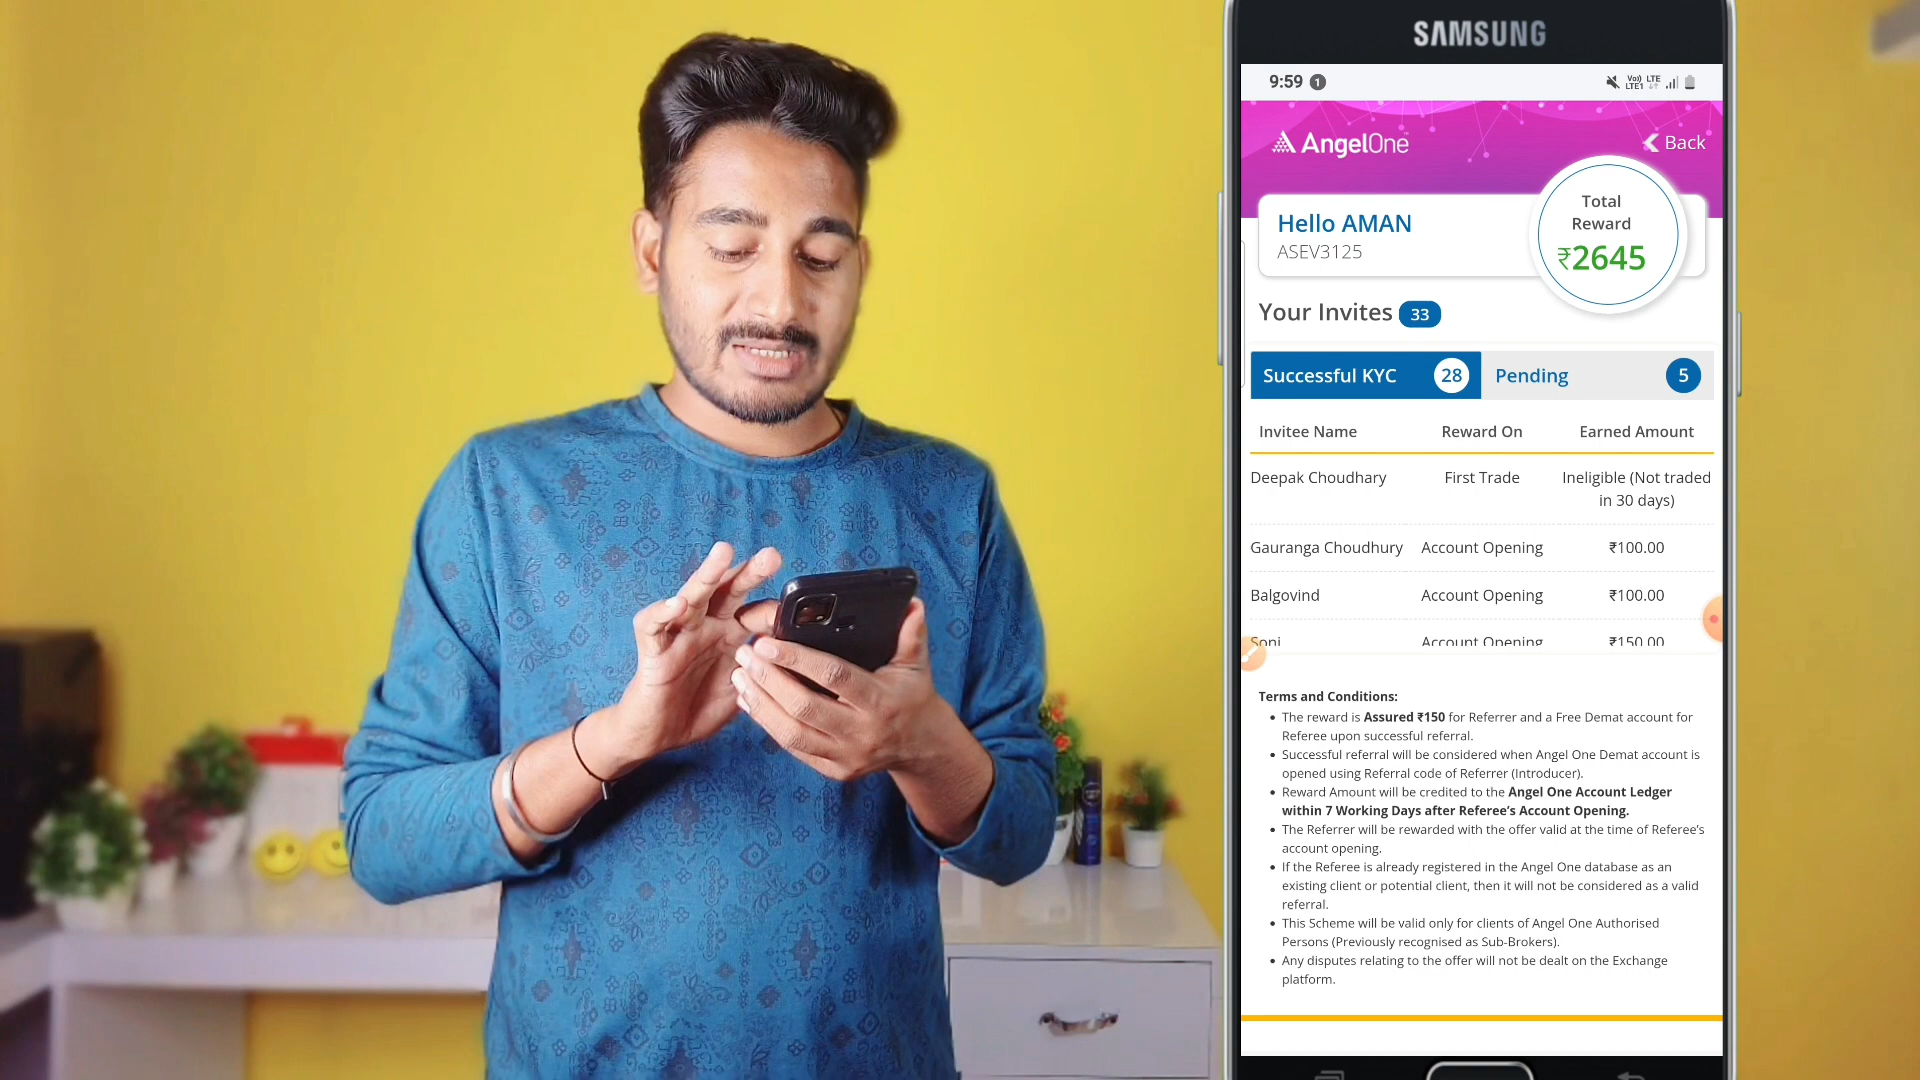 SAMSUNG
9:59 1
Vo)) LTE
LTE1
AngelOne
Back
Total
Reward
₹2645
Hello AMAN
ASEV3125
Your Invites 33
Successful KYC 28 Pending 5
Invitee Name Reward On Earned Amount
Deepak Choudhary First Trade Ineligible (Not traded
in 30 days)
Gauranga Choudhury Account Opening ₹100.00
Balgovind Account Opening ₹100.00
Soni Account Opening ₹150.00
Terms and Conditions:
• The reward is Assured ₹150 for Referrer and a Free Demat account for
Referee upon successful referral.
• Successful referral will be considered when Angel One Demat account is
opened using Referral code of Referrer (Introducer).
• Reward Amount will be credited to the Angel One Account Ledger
within 7 Working Days after Referee's Account Opening.
• The Referrer will be rewarded with the offer valid at the time of Referee's
account opening.
• If the Referee is already registered in the Angel One database as an
existing client or potential client, then it will not be considered as a valid
referral.
• This Scheme will be valid only for clients of Angel One Authorised
Persons (Previously recognised as Sub-Brokers).
• Any disputes relating to the offer will not be dealt on the Exchange
platform.